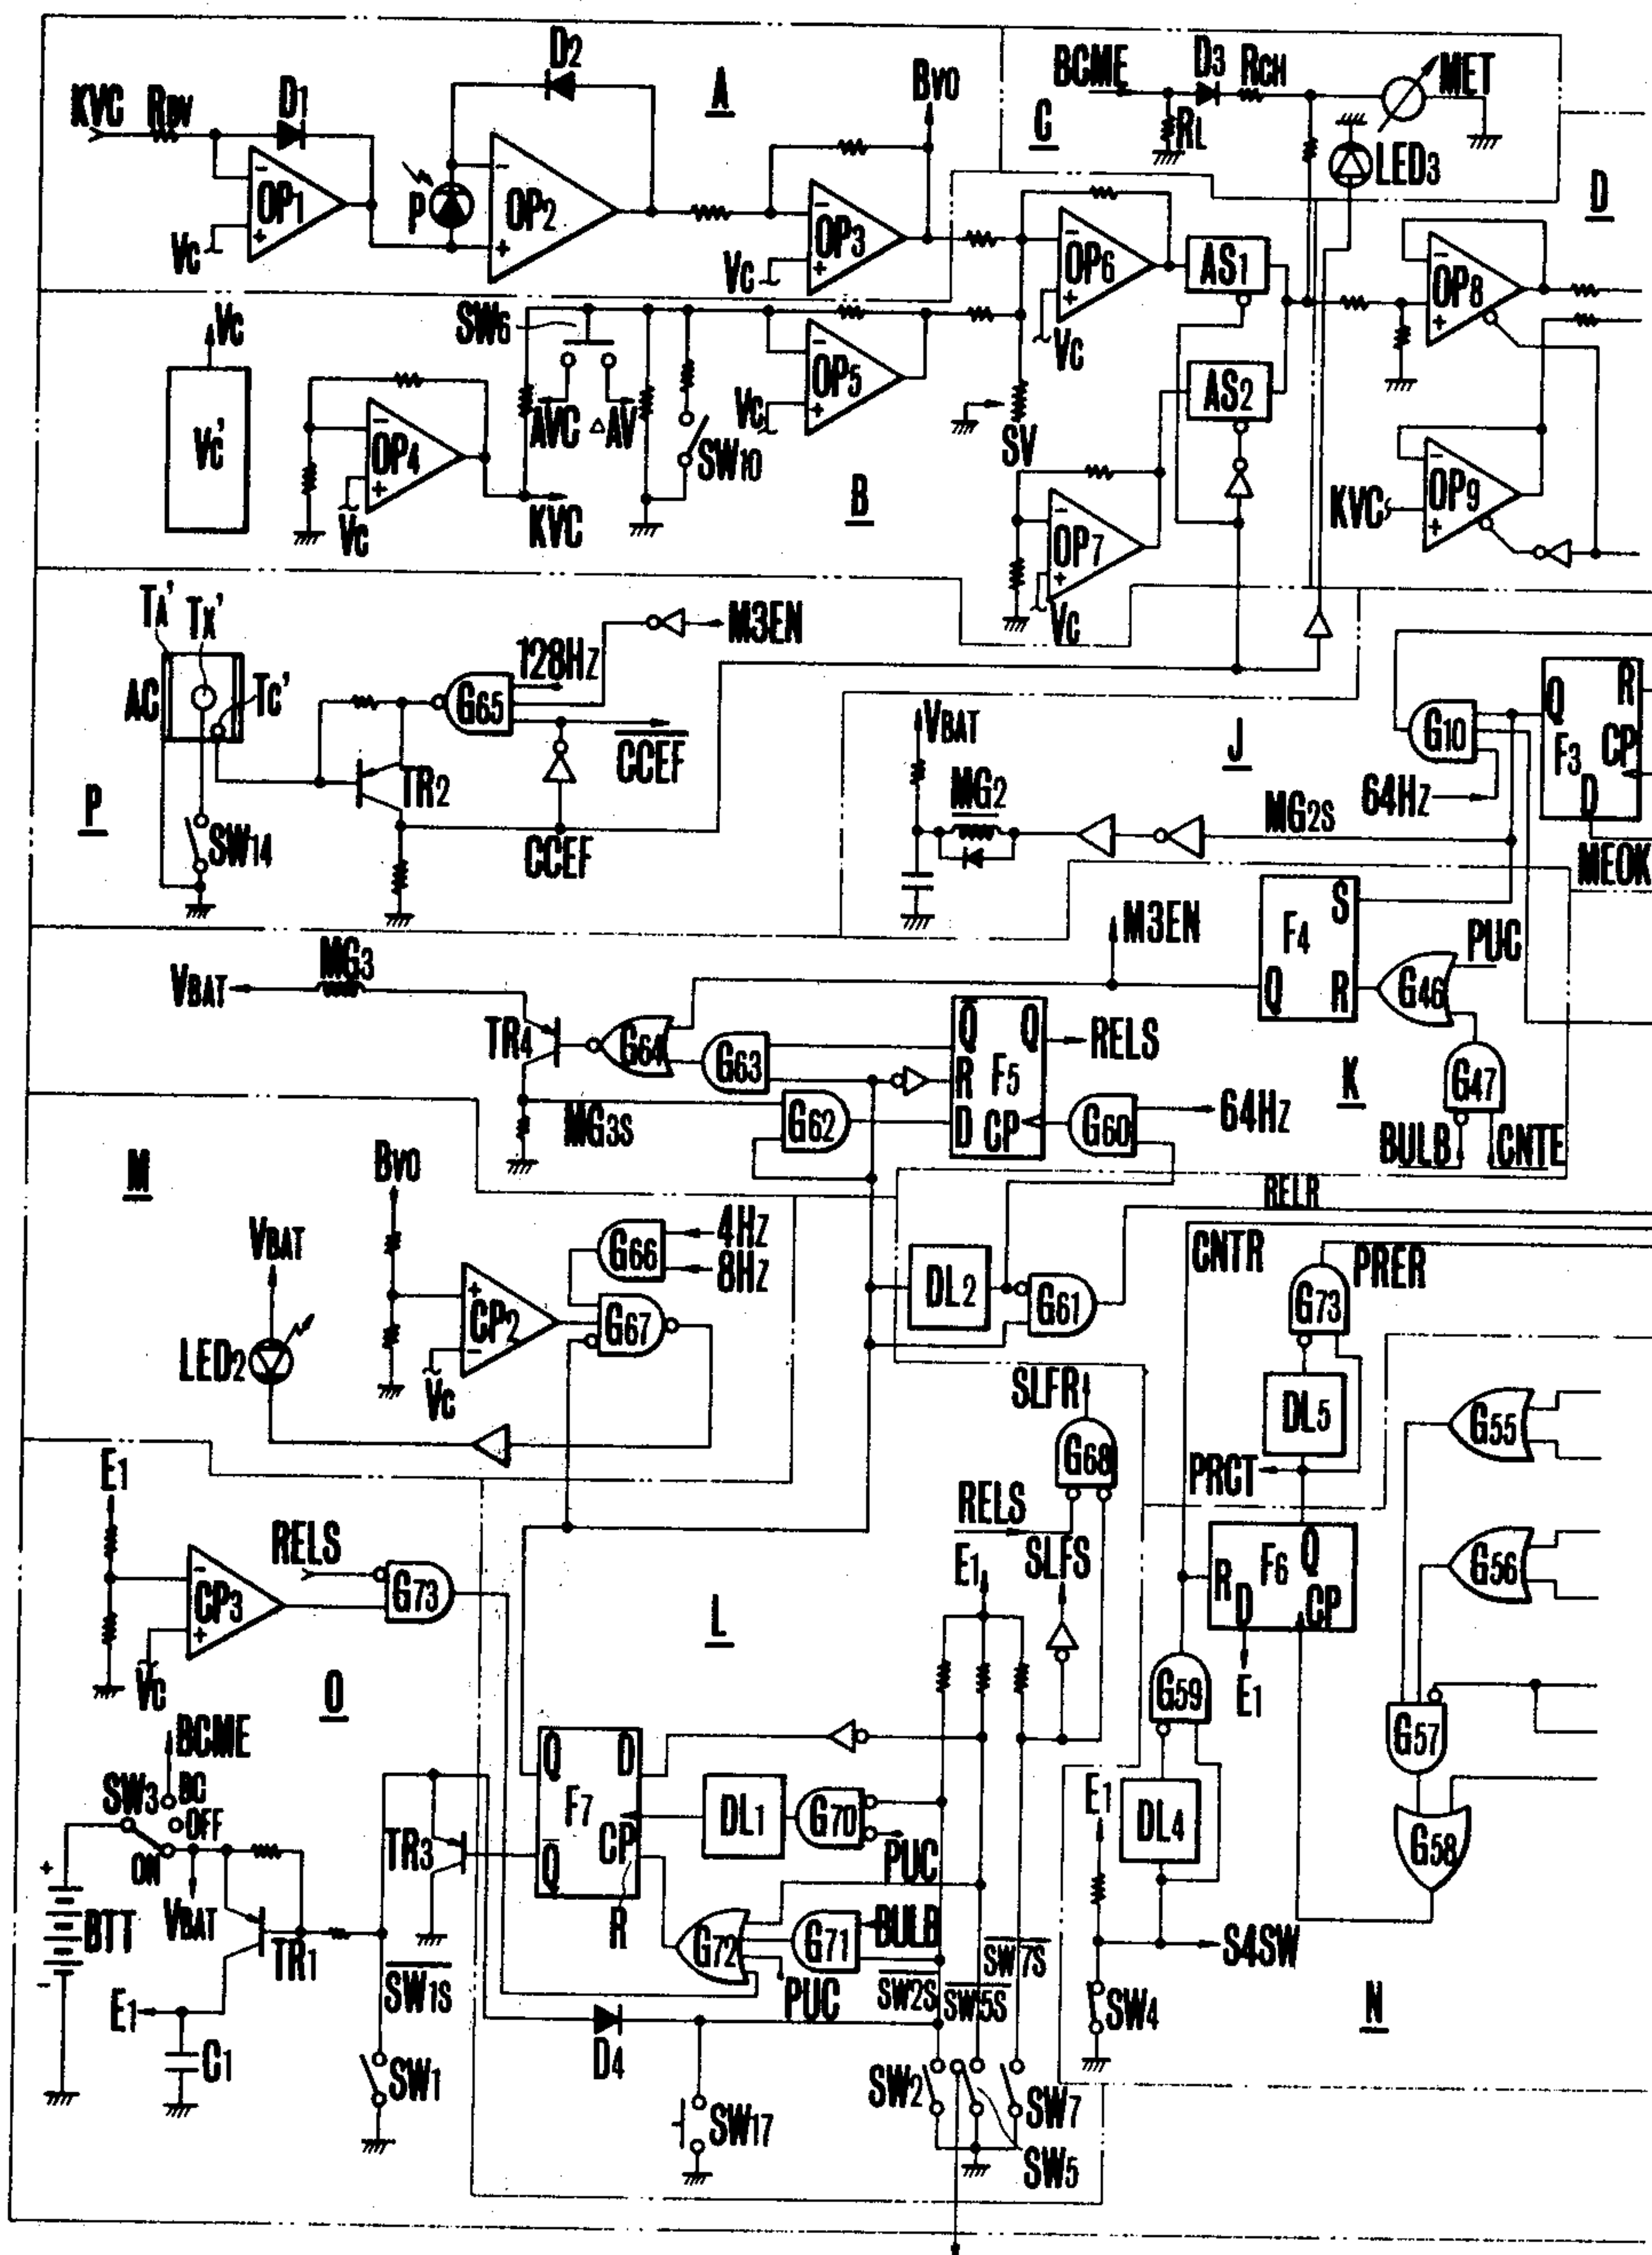 KVC RBV D1 D2 A BVO BCME D3 RCH MET
C RL LED3 D
OP1 P OP2 OP3 OP6 AS1 OP8
VC VC VC
VC SW6 OP5 AS2
VC' OP4 AVC △AV VC SW10 SV OP9
VC KVC B OP7 KVC
VC
TA' TX' M3EN
128HZ
AC TC' G65 VBAT J G10 Q R
F3 CP
TR2 CCEF MG2 64HZ D
P MG2S
SW14 CCEF MEOK
M3EN F4 S PUC
MG3 Q R G46
VBAT
TR4 G64 G63 Q Q RELS
R F5 K G47
G62 D CP G60 64HZ
MG3S BULB CNTE
M BVO RELR
VBAT G66 4HZ CNTR PRER
8HZ DL2 G61 G73
LED2 CP2 G67
VC SLFR DL5 G55
E1 G68 PRCT
RELS RELS
E1 SLFS R F6 Q G56
CP3 G73 L D CP
VC O G59 E1 G57
BCME
SW3 BC Q D E1
OFF F7 DL1 G70 DL4 G58
ON TR3 CP
Q PUC
BTT VBAT R G72 G71 BULB
TR1 S4SW
SW1S PUC SW2S SW5S SW7S
E1 SW4 N
C1 D4
SW1 SW17 SW2 SW7
SW5